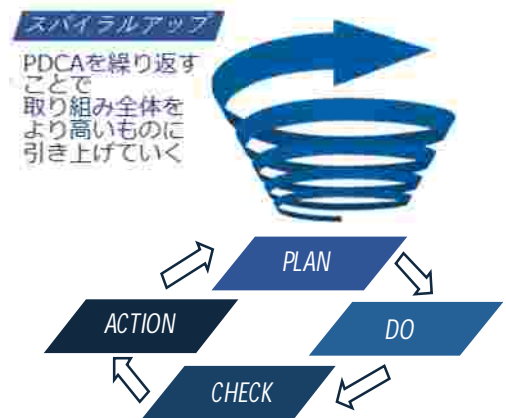 スパイラルアップ
PDCAを繰り返す
ことで
取り組み全体を
より高いものに
引き上げていく
PLAN
DO
CHECK
ACTION